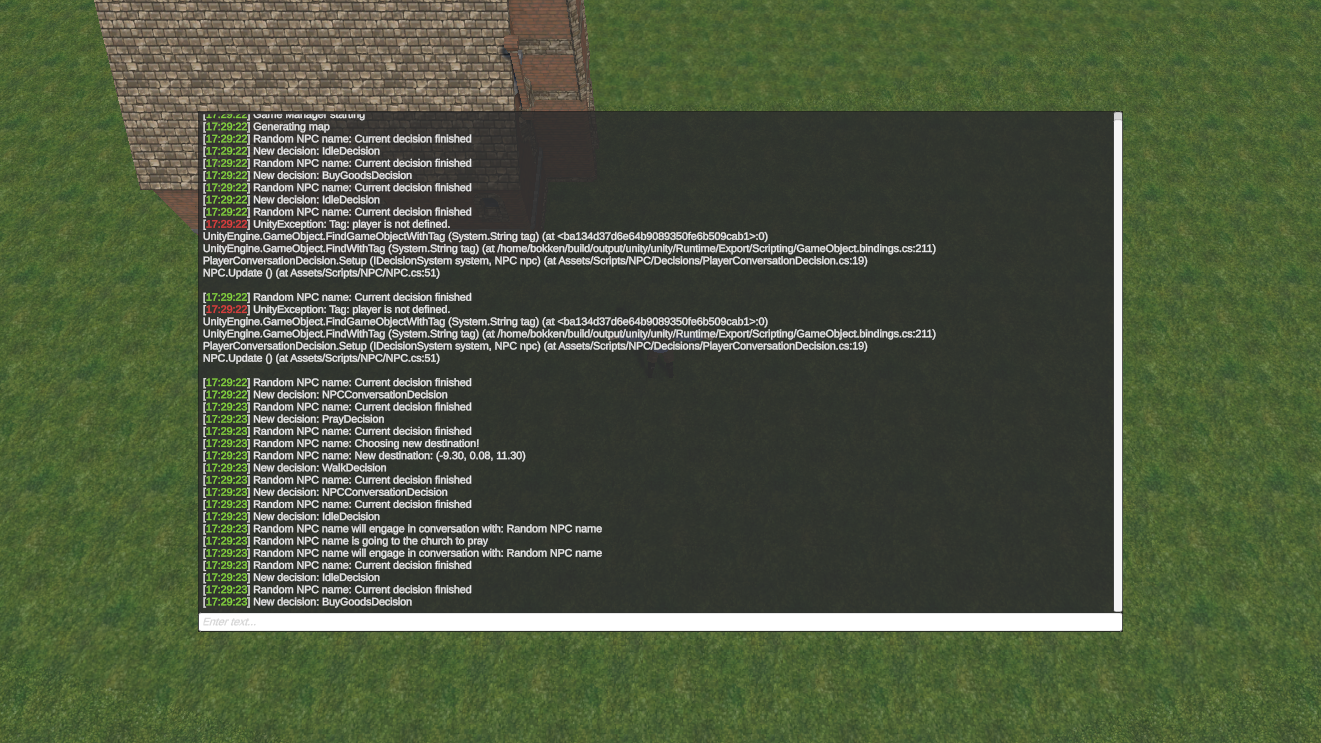 [17:29:22] Game Manager starting
[17:29:22] Generating map
[17:29:22] Random NPC name: Current decision finished
[17:29:22] New decision: IdleDecision
[17:29:22] Random NPC name: Current decision finished
[17:29:22] New decision: BuyGoodsDecision
[17:29:22] Random NPC name: Current decision finished
[17:29:22] New decision: IdleDecision
[17:29:22] Random NPC name: Current decision finished
[17:29:22] UnityException: Tag: player is not defined.
UnityEngine.GameObject.FindGameObjectWithTag (System.String tag) (at <ba134d37d6e64b9089350fe6b509cab1>:0)
UnityEngine.GameObject.FindWithTag (System.String tag) (at /home/bokken/build/output/unity/unity/Runtime/Export/Scripting/GameObject.bindings.cs:211)
PlayerConversationDecision.Setup (IDecisionSystem system, NPC npc) (at Assets/Scripts/NPC/Decisions/PlayerConversationDecision.cs:19)
NPC.Update () (at Assets/Scripts/NPC/NPC.cs:51)
[17:29:22] Random NPC name: Current decision finished
[17:29:22] UnityException: Tag: player is not defined.
UnityEngine.GameObject.FindGameObjectWithTag (System.String tag) (at <ba134d37d6e64b9089350fe6b509cab1>:0)
UnityEngine.GameObject.FindWithTag (System.String tag) (at /home/bokken/build/output/unity/unity/Runtime/Export/Scripting/GameObject.bindings.cs:211)
PlayerConversationDecision.Setup (IDecisionSystem system, NPC npc) (at Assets/Scripts/NPC/Decisions/PlayerConversationDecision.cs:19)
NPC.Update () (at Assets/Scripts/NPC/NPC.cs:51)
[17:29:22] Random NPC name: Current decision finished
[17:29:22] New decision: NPCConversationDecision
[17:29:23] Random NPC name: Current decision finished
[17:29:23] New decision: PrayDecision
[17:29:23] Random NPC name: Current decision finished
[17:29:23] Random NPC name: Choosing new destination!
[17:29:23] Random NPC name: New destination: (-9.30, 0.08, 11.30)
[17:29:23] New decision: WalkDecision
[17:29:23] Random NPC name: Current decision finished
[17:29:23] New decision: NPCConversationDecision
[17:29:23] Random NPC name: Current decision finished
[17:29:23] New decision: IdleDecision
[17:29:23] Random NPC name will engage in conversation with: Random NPC name
[17:29:23] Random NPC name is going to the church to pray
[17:29:23] Random NPC name will engage in conversation with: Random NPC name
[17:29:23] Random NPC name: Current decision finished
[17:29:23] New decision: IdleDecision
[17:29:23] Random NPC name: Current decision finished
[17:29:23] New decision: BuyGoodsDecision
Enter text...